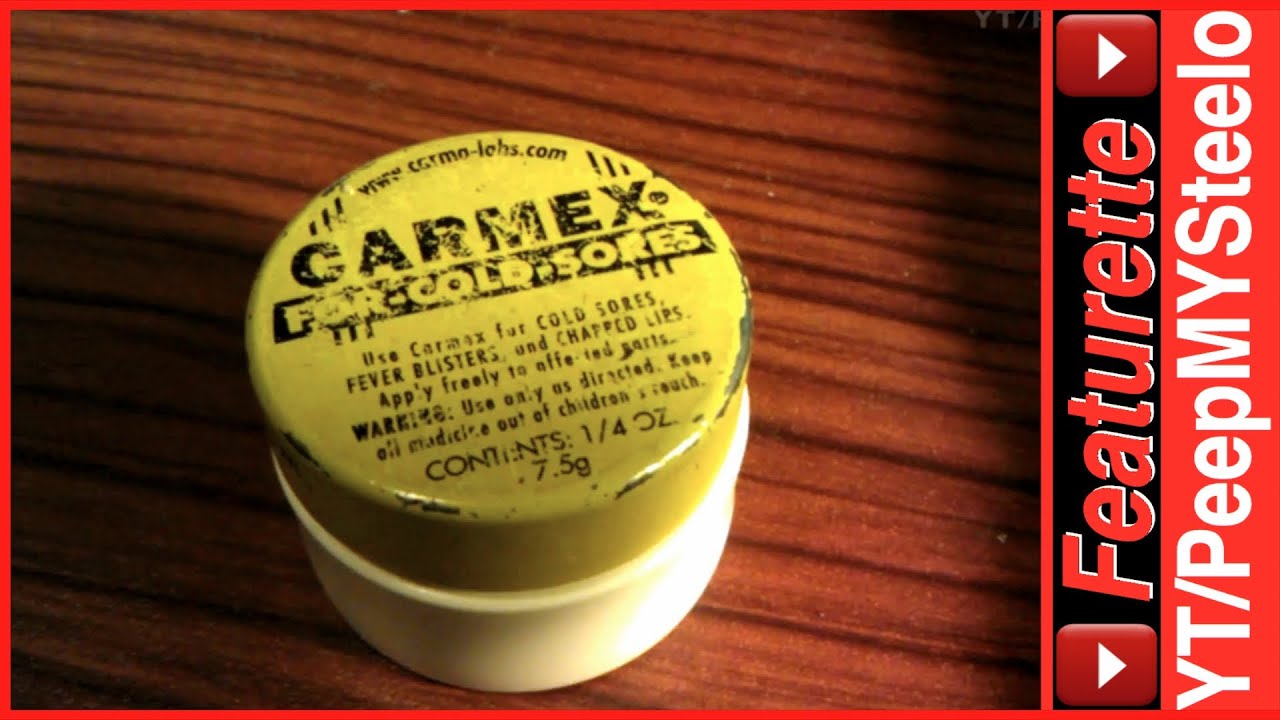 www.carma-labs.com
CARMEX®
FOR-COLD-SORES
Use Carmex for COLD SORES,
FEVER BLISTERS, and CHAPPED LIPS.
Apply freely to affected parts.
WARNING: Use only as directed. Keep
all medicine out of children's reach.
CONTENTS: 1/4 OZ.
7.5g
Featurette
YT/PeepMYSteelo